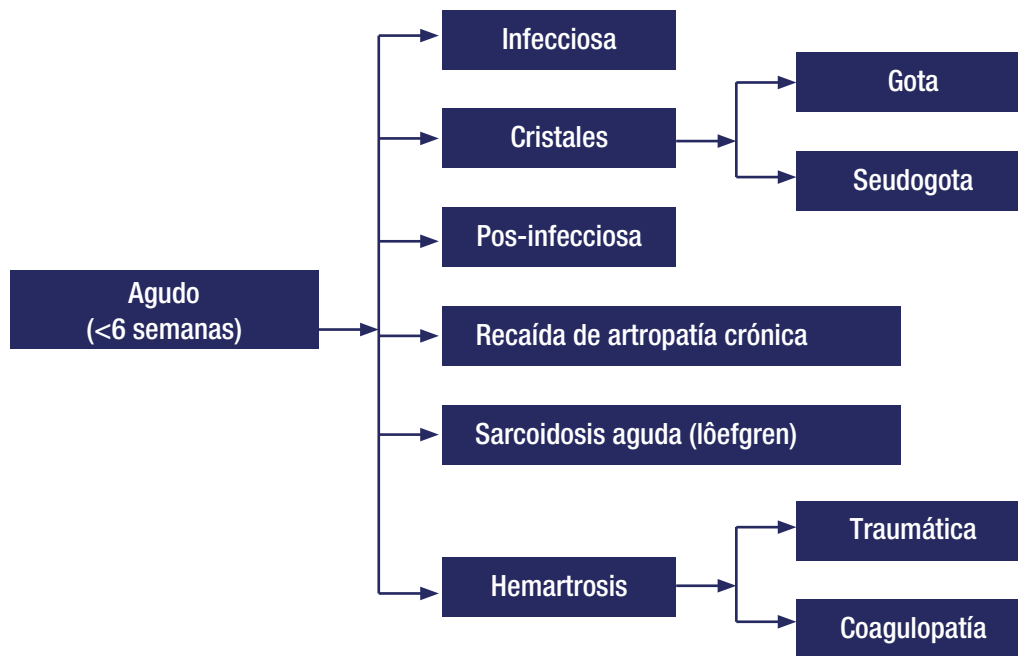 Infecciosa
Gota
Cristales
Seudogota
Pos-infecciosa
Agudo
(<6 semanas)
Recaída de artropatía crónica
Sarcoidosis aguda (lôefgren)
Traumática
Hemartrosis
Coagulopatía